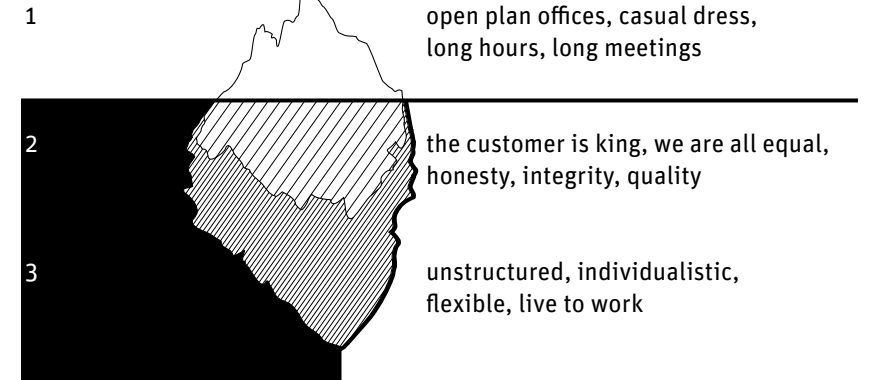 1
open plan offices, casual dress,
long hours, long meetings
2
the customer is king, we are all equal,
honesty, integrity, quality
3
unstructured, individualistic,
flexible, live to work